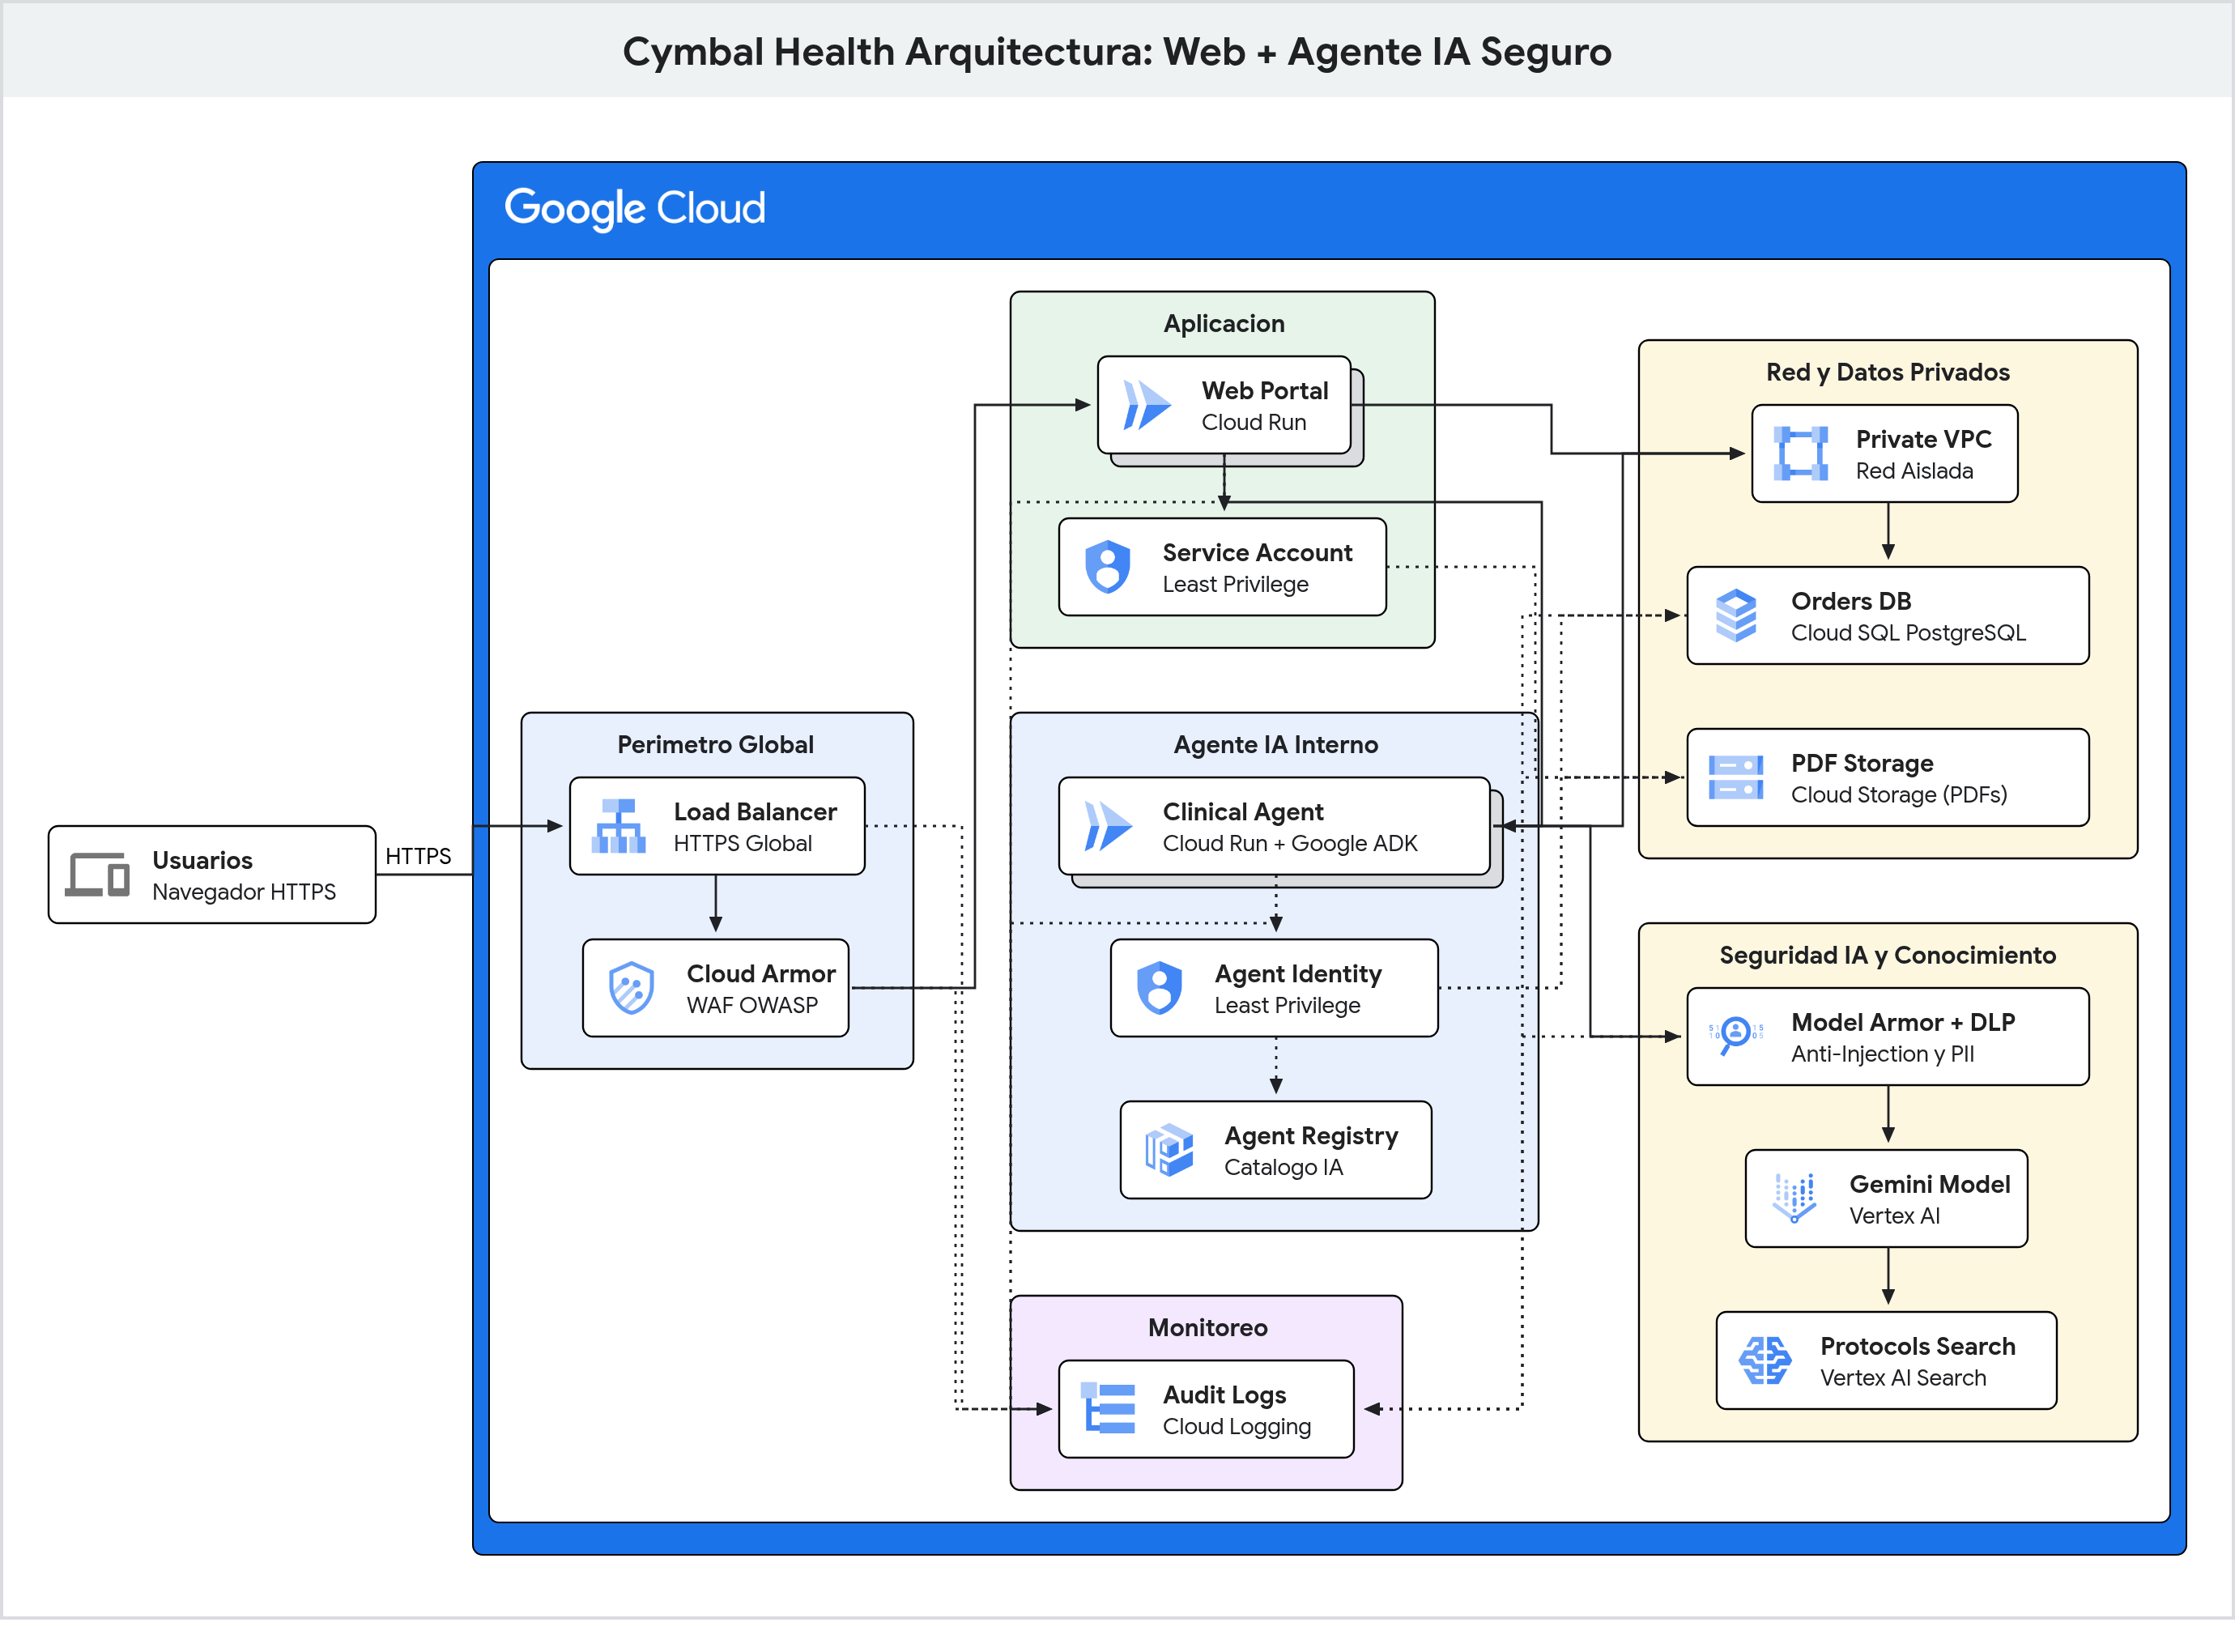 Cymbal Health Arquitectura: Web + Agente IA Seguro
Google Cloud
Usuarios
Navegador HTTPS
HTTPS
Perimetro Global
Load Balancer
HTTPS Global
Cloud Armor
WAF OWASP
Aplicacion
Web Portal
Cloud Run
Service Account
Least Privilege
Agente IA Interno
Clinical Agent
Cloud Run + Google ADK
Agent Identity
Least Privilege
Agent Registry
Catalogo IA
Monitoreo
Audit Logs
Cloud Logging
Red y Datos Privados
Private VPC
Red Aislada
Orders DB
Cloud SQL PostgreSQL
PDF Storage
Cloud Storage (PDFs)
Seguridad IA y Conocimiento
Model Armor + DLP
Anti-Injection y PII
Gemini Model
Vertex AI
Protocols Search
Vertex AI Search